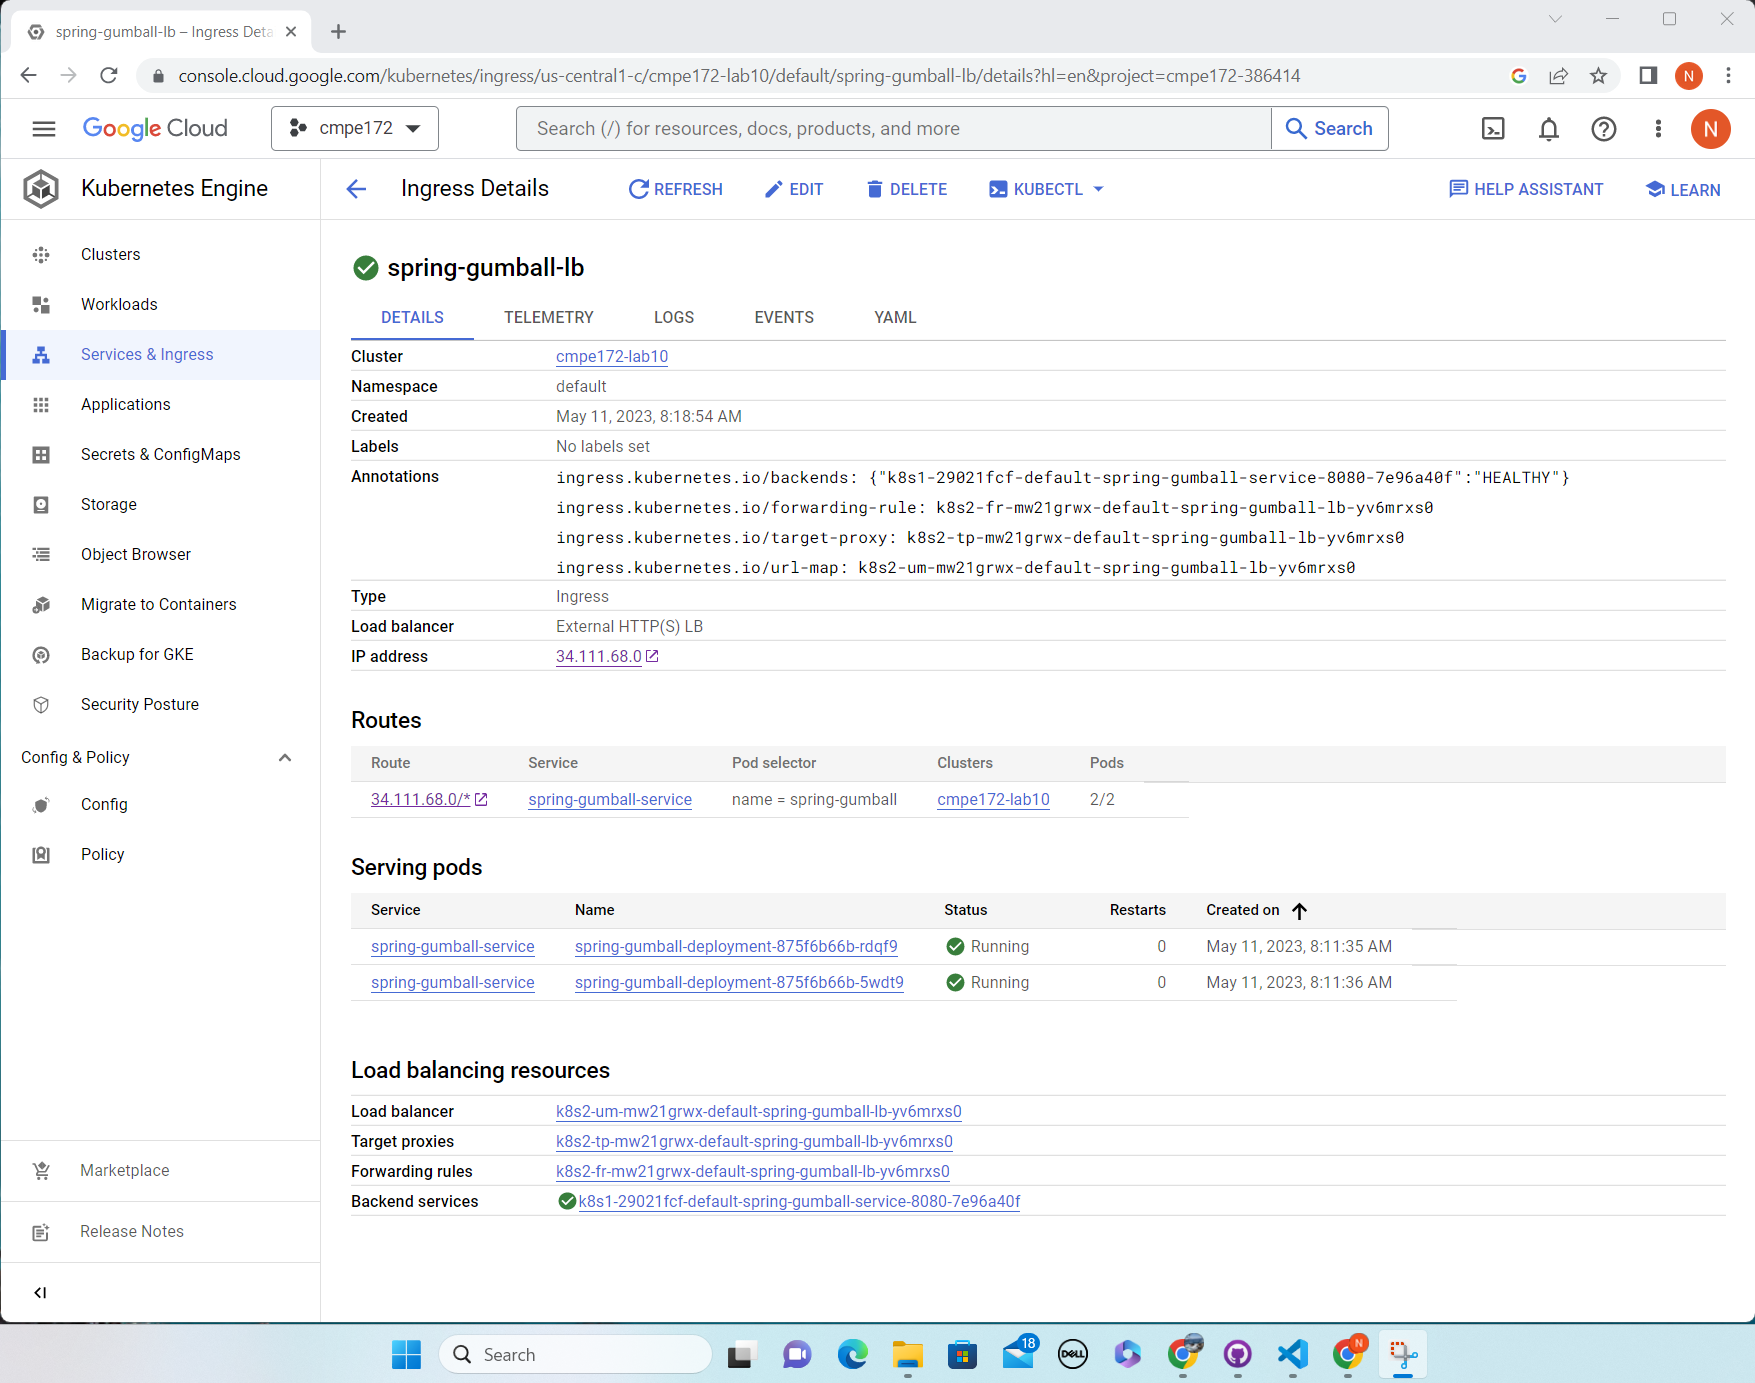 spring-gumball-lb – Ingress Deta
console.cloud.google.com/kubernetes/ingress/us-central1-c/cmpe172-lab10/default/spring-gumball-lb/details?hl=en&project=cmpe172-386414
N
Google Cloud
cmpe172
Search (/) for resources, docs, products, and more
Search
N
Kubernetes Engine
Ingress Details
REFRESH
EDIT
DELETE
KUBECTL
HELP ASSISTANT
LEARN
Clusters
Workloads
Services & Ingress
Applications
Secrets & ConfigMaps
Storage
Object Browser
Migrate to Containers
Backup for GKE
Security Posture
Config & Policy
Config
Policy
Marketplace
Release Notes
spring-gumball-lb
DETAILS TELEMETRY LOGS EVENTS YAML
Cluster cmpe172-lab10
Namespace default
Created May 11, 2023, 8:18:54 AM
Labels No labels set
Annotations ingress.kubernetes.io/backends: {"k8s1-29021fcf-default-spring-gumball-service-8080-7e96a40f":"HEALTHY"}
ingress.kubernetes.io/forwarding-rule: k8s2-fr-mw21grwx-default-spring-gumball-lb-yv6mrxs0
ingress.kubernetes.io/target-proxy: k8s2-tp-mw21grwx-default-spring-gumball-lb-yv6mrxs0
ingress.kubernetes.io/url-map: k8s2-um-mw21grwx-default-spring-gumball-lb-yv6mrxs0
Type Ingress
Load balancer External HTTP(S) LB
IP address 34.111.68.0
Routes
Route Service Pod selector Clusters Pods
34.111.68.0/* spring-gumball-service name = spring-gumball cmpe172-lab10 2/2
Serving pods
Service Name Status Restarts Created on
spring-gumball-service spring-gumball-deployment-875f6b66b-rdqf9 Running 0 May 11, 2023, 8:11:35 AM
spring-gumball-service spring-gumball-deployment-875f6b66b-5wdt9 Running 0 May 11, 2023, 8:11:36 AM
Load balancing resources
Load balancer k8s2-um-mw21grwx-default-spring-gumball-lb-yv6mrxs0
Target proxies k8s2-tp-mw21grwx-default-spring-gumball-lb-yv6mrxs0
Forwarding rules k8s2-fr-mw21grwx-default-spring-gumball-lb-yv6mrxs0
Backend services k8s1-29021fcf-default-spring-gumball-service-8080-7e96a40f
Search
18
DELL
N